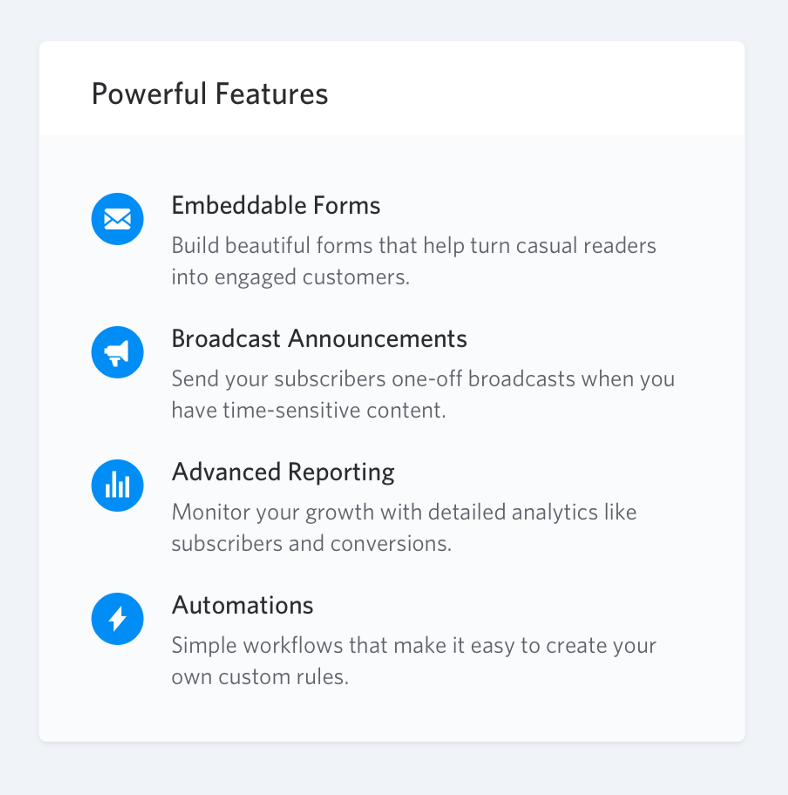 Powerful Features
Embeddable Forms
Build beautiful forms that help turn casual readers
into engaged customers.
Broadcast Announcements
Send your subscribers one-off broadcasts when you
have time-sensitive content.
Advanced Reporting
Monitor your growth with detailed analytics like
subscribers and conversions.
Automations
Simple workflows that make it easy to create your
own custom rules.